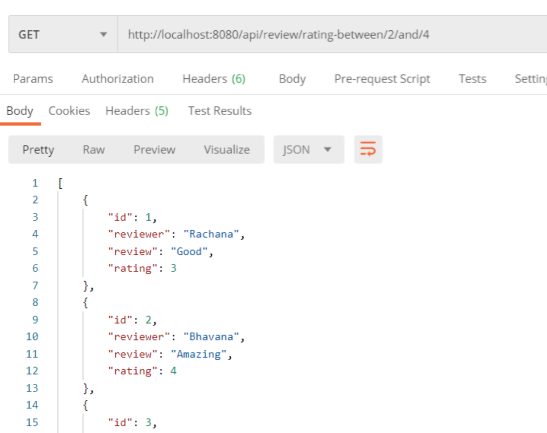 GET http://localhost:8080/api/review/rating-between/2/and/4
Params Authorization Headers (6) Body Pre-request Script Tests Setting
Body Cookies Headers (5) Test Results
Pretty Raw Preview Visualize JSON
1 [
2 {
3 "id": 1,
4 "reviewer": "Rachana",
5 "review": "Good",
6 "rating": 3
7 },
8 {
9 "id": 2,
10 "reviewer": "Bhavana",
11 "review": "Amazing",
12 "rating": 4
13 },
14 {
15 "id": 3,